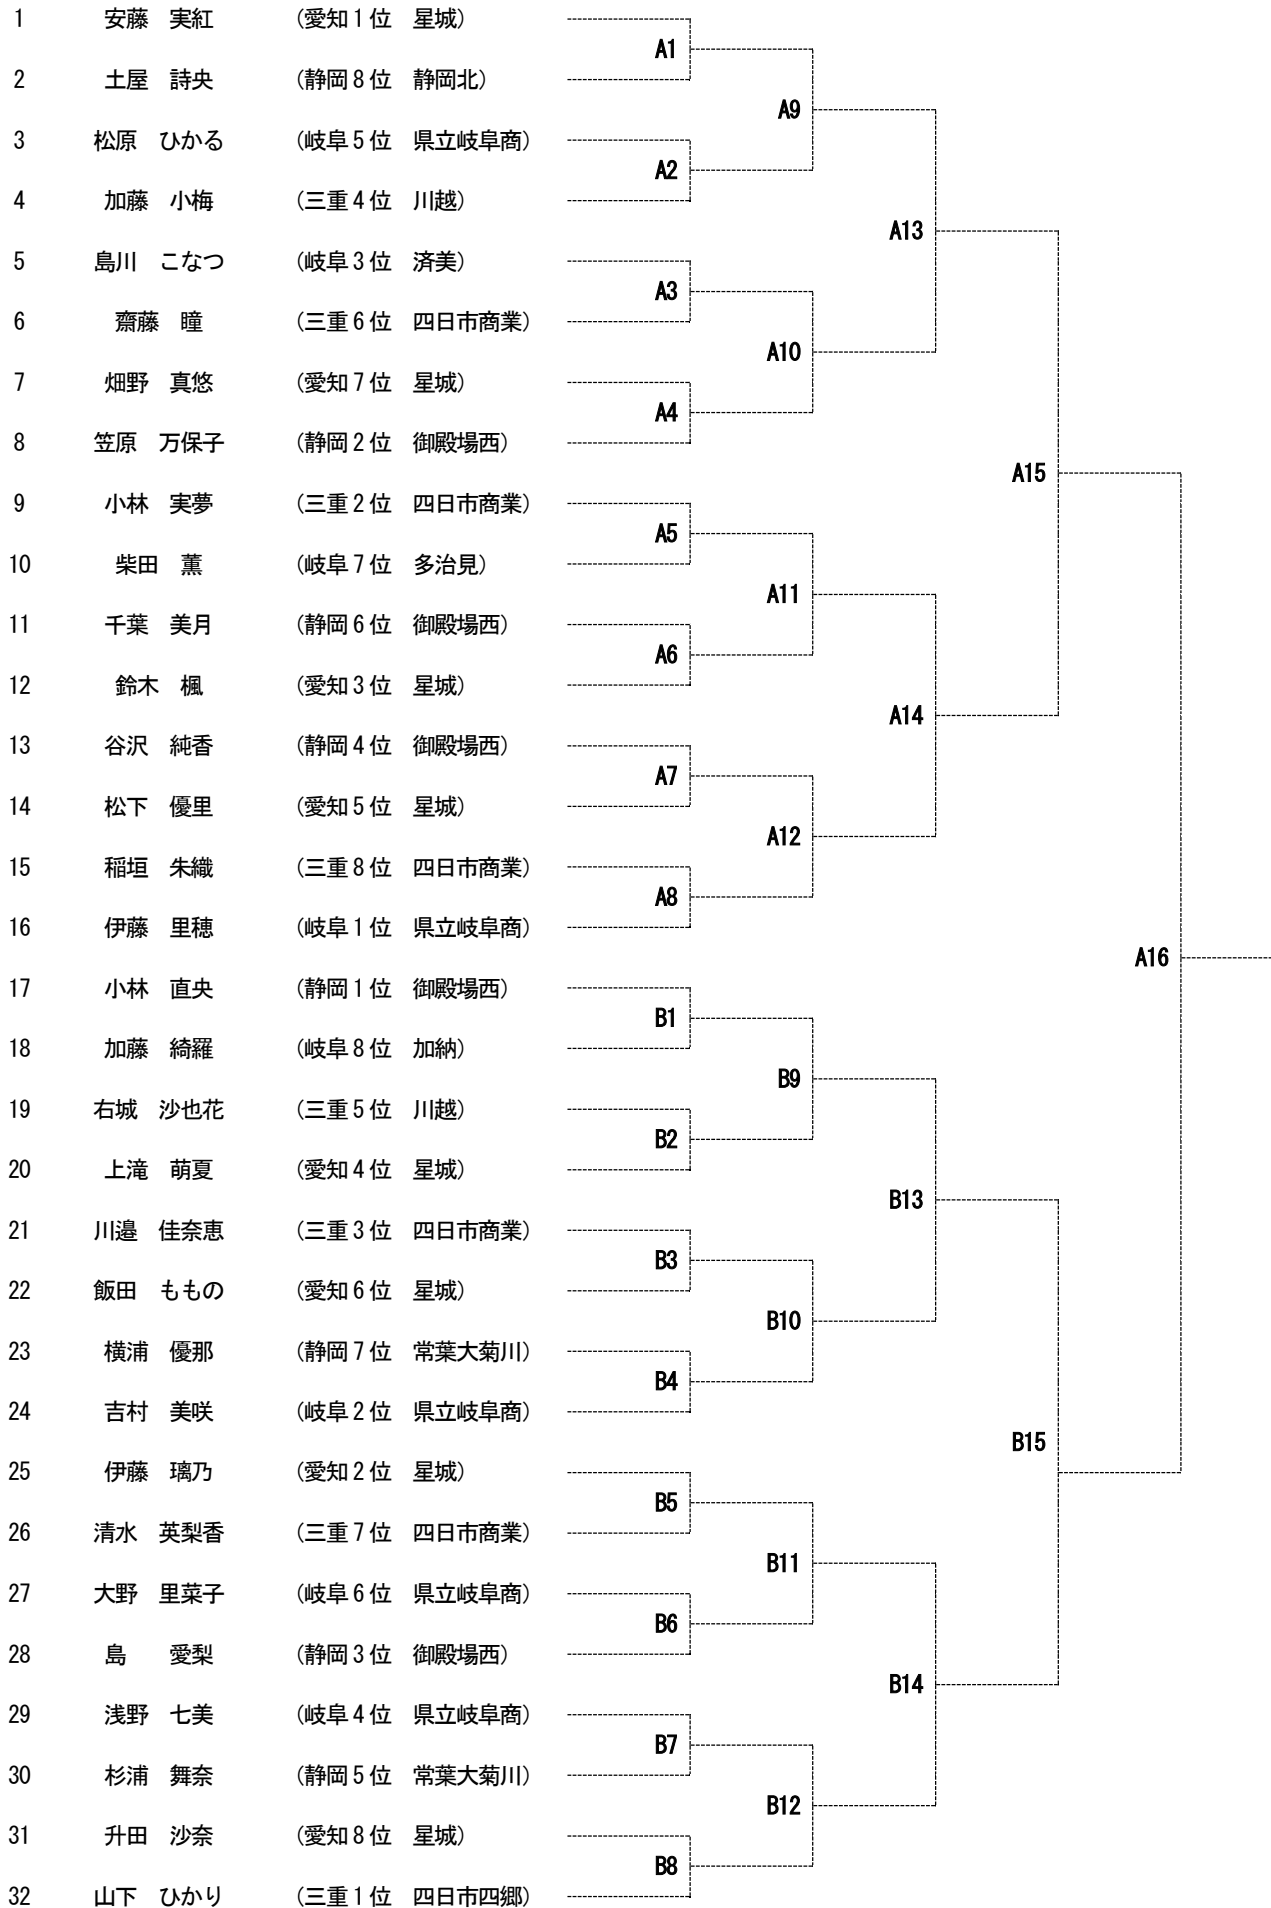 1 安藤 実紅 (愛知1位 星城)
A1
2 土屋 詩央 (静岡8位 静岡北)
A9
3 松原 ひかる (岐阜5位 県立岐阜商)
A2
4 加藤 小梅 (三重4位 川越)
A13
5 島川 こなつ (岐阜3位 済美)
A3
6 齋藤 瞳 (三重6位 四日市商業)
A10
7 畑野 真悠 (愛知7位 星城)
A4
8 笠原 万保子 (静岡2位 御殿場西)
A15
9 小林 実夢 (三重2位 四日市商業)
A5
10 柴田 薫 (岐阜7位 多治見)
A11
11 千葉 美月 (静岡6位 御殿場西)
A6
12 鈴木 楓 (愛知3位 星城)
A14
13 谷沢 純香 (静岡4位 御殿場西)
A7
14 松下 優里 (愛知5位 星城)
A12
15 稲垣 朱織 (三重8位 四日市商業)
A8
16 伊藤 里穂 (岐阜1位 県立岐阜商)
A16
17 小林 直央 (静岡1位 御殿場西)
B1
18 加藤 綺羅 (岐阜8位 加納)
B9
19 右城 沙也花 (三重5位 川越)
B2
20 上滝 萌夏 (愛知4位 星城)
B13
21 川邉 佳奈恵 (三重3位 四日市商業)
B3
22 飯田 ももの (愛知6位 星城)
B10
23 横浦 優那 (静岡7位 常葉大菊川)
B4
24 吉村 美咲 (岐阜2位 県立岐阜商)
B15
25 伊藤 璃乃 (愛知2位 星城)
B5
26 清水 英梨香 (三重7位 四日市商業)
B11
27 大野 里菜子 (岐阜6位 県立岐阜商)
B6
28 島 愛梨 (静岡3位 御殿場西)
B14
29 浅野 七美 (岐阜4位 県立岐阜商)
B7
30 杉浦 舞奈 (静岡5位 常葉大菊川)
B12
31 升田 沙奈 (愛知8位 星城)
B8
32 山下 ひかり (三重1位 四日市四郷)